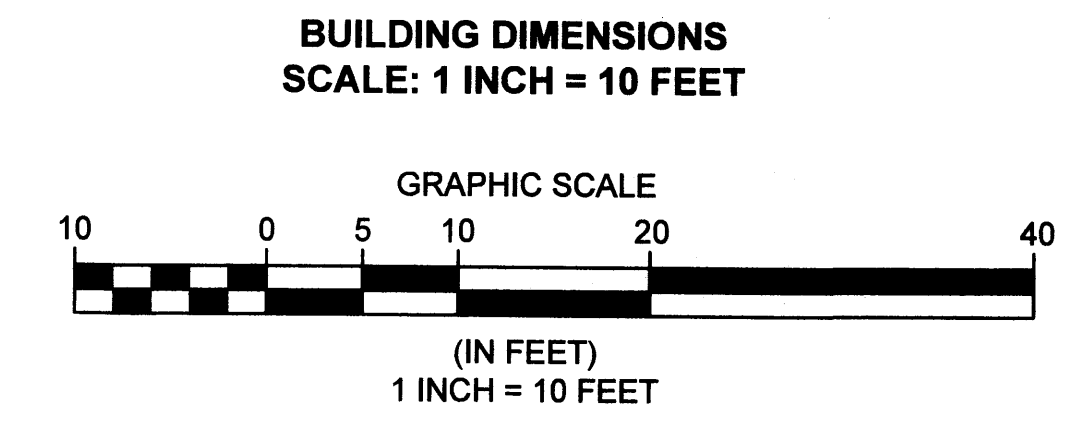 BUILDING DIMENSIONS
SCALE: 1 INCH = 10 FEET
GRAPHIC SCALE
10 0 5 10 20 40
(IN FEET)
1 INCH = 10 FEET